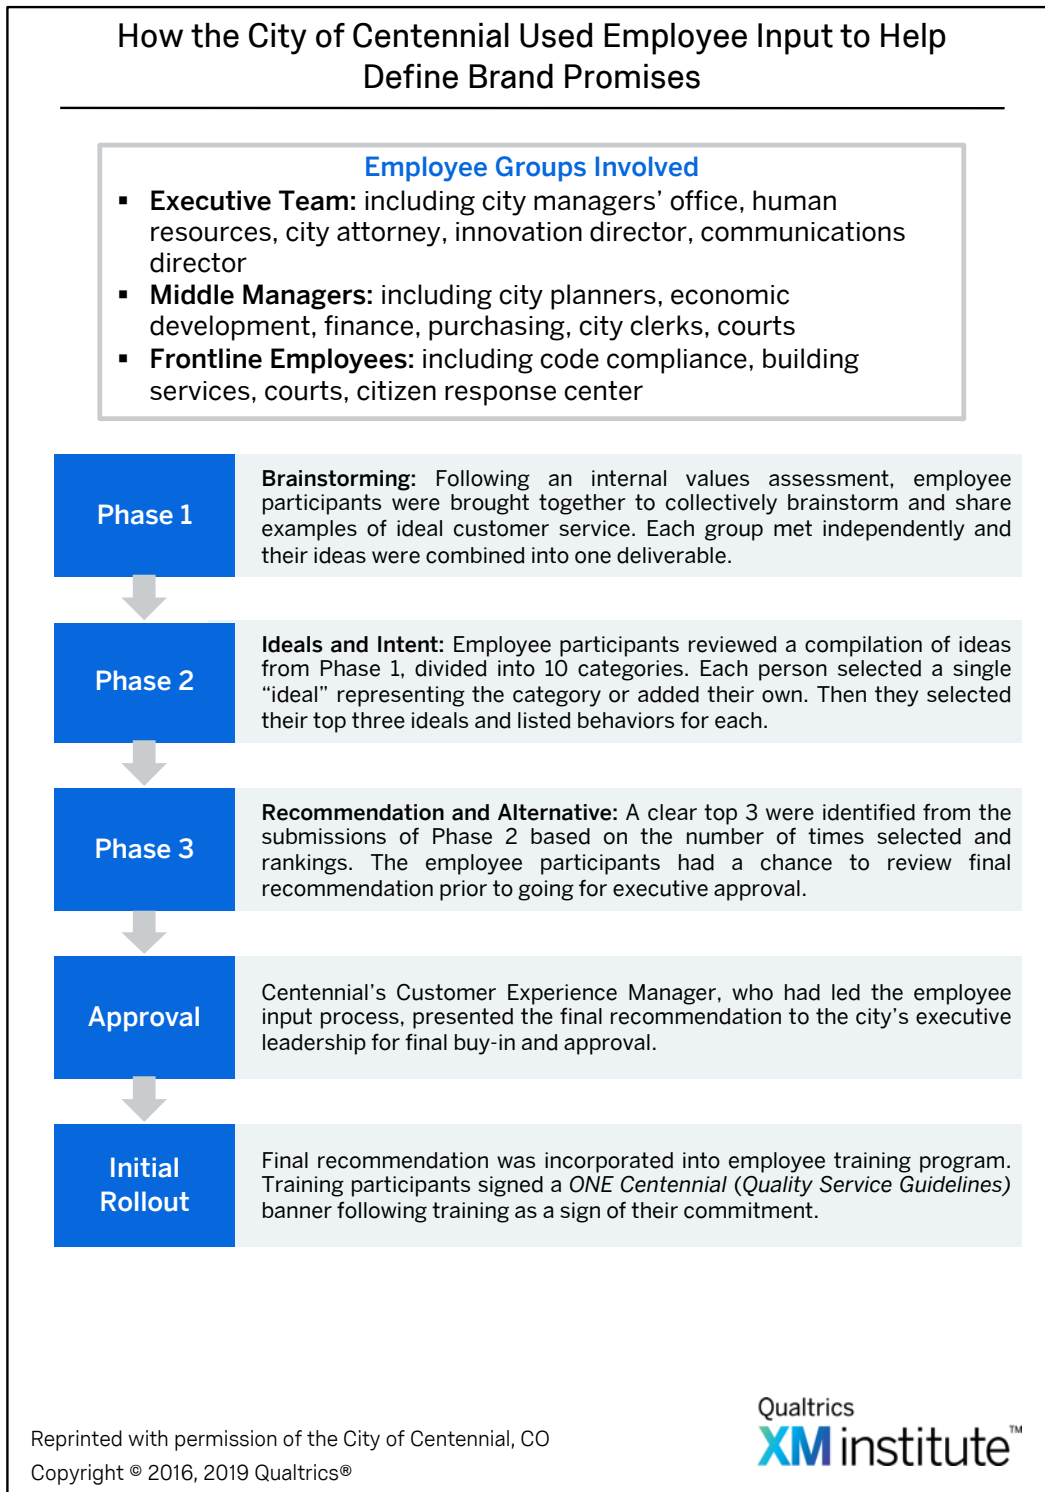 How the City of Centennial Used Employee Input to Help
Define Brand Promises
Employee Groups Involved
▪ Executive Team: including city managers’ office, human
resources, city attorney, innovation director, communications
director
▪ Middle Managers: including city planners, economic
development, finance, purchasing, city clerks, courts
▪ Frontline Employees: including code compliance, building
services, courts, citizen response center
Phase 1
Brainstorming: Following an internal values assessment, employee
participants were brought together to collectively brainstorm and share
examples of ideal customer service. Each group met independently and
their ideas were combined into one deliverable.
Phase 2
Ideals and Intent: Employee participants reviewed a compilation of ideas
from Phase 1, divided into 10 categories. Each person selected a single
“ideal” representing the category or added their own. Then they selected
their top three ideals and listed behaviors for each.
Phase 3
Recommendation and Alternative: A clear top 3 were identified from the
submissions of Phase 2 based on the number of times selected and
rankings. The employee participants had a chance to review final
recommendation prior to going for executive approval.
Approval
Centennial’s Customer Experience Manager, who had led the employee
input process, presented the final recommendation to the city’s executive
leadership for final buy-in and approval.
Initial
Rollout
Final recommendation was incorporated into employee training program.
Training participants signed a ONE Centennial (Quality Service Guidelines)
banner following training as a sign of their commitment.
Reprinted with permission of the City of Centennial, CO
Copyright © 2016, 2019 Qualtrics®
Qualtrics
XM institute™